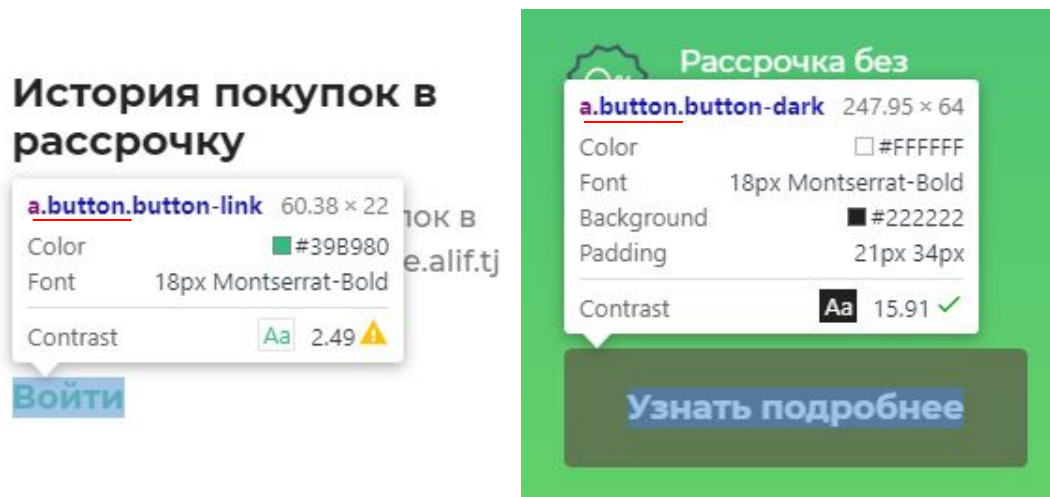 История покупок в
рассрочку
a.button.button-link 60.38 × 22
Color #39B980
Font 18px Montserrat-Bold
Contrast Aa 2.49
пок в
e.alif.tj
Войти
Рассрочка без
a.button.button-dark 247.95 × 64
Color #FFFFFF
Font 18px Montserrat-Bold
Background #222222
Padding 21px 34px
Contrast Aa 15.91
Узнать подробнее